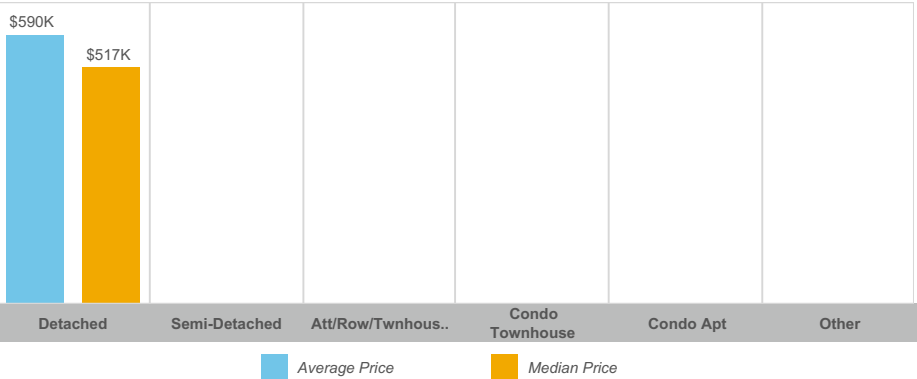 $590K
$517K
Detached
Semi-Detached
Att/Row/Twnhous..
Condo
Townhouse
Condo Apt
Other
Average Price
Median Price